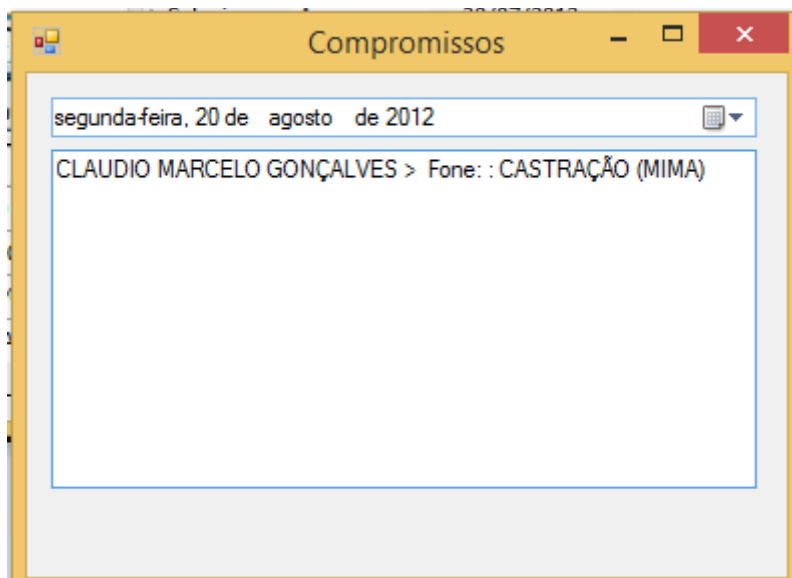 Compromissos
segunda-feira, 20 de agosto de 2012
CLAUDIO MARCELO GONÇALVES > Fone: : CASTRAÇÃO (MIMA)